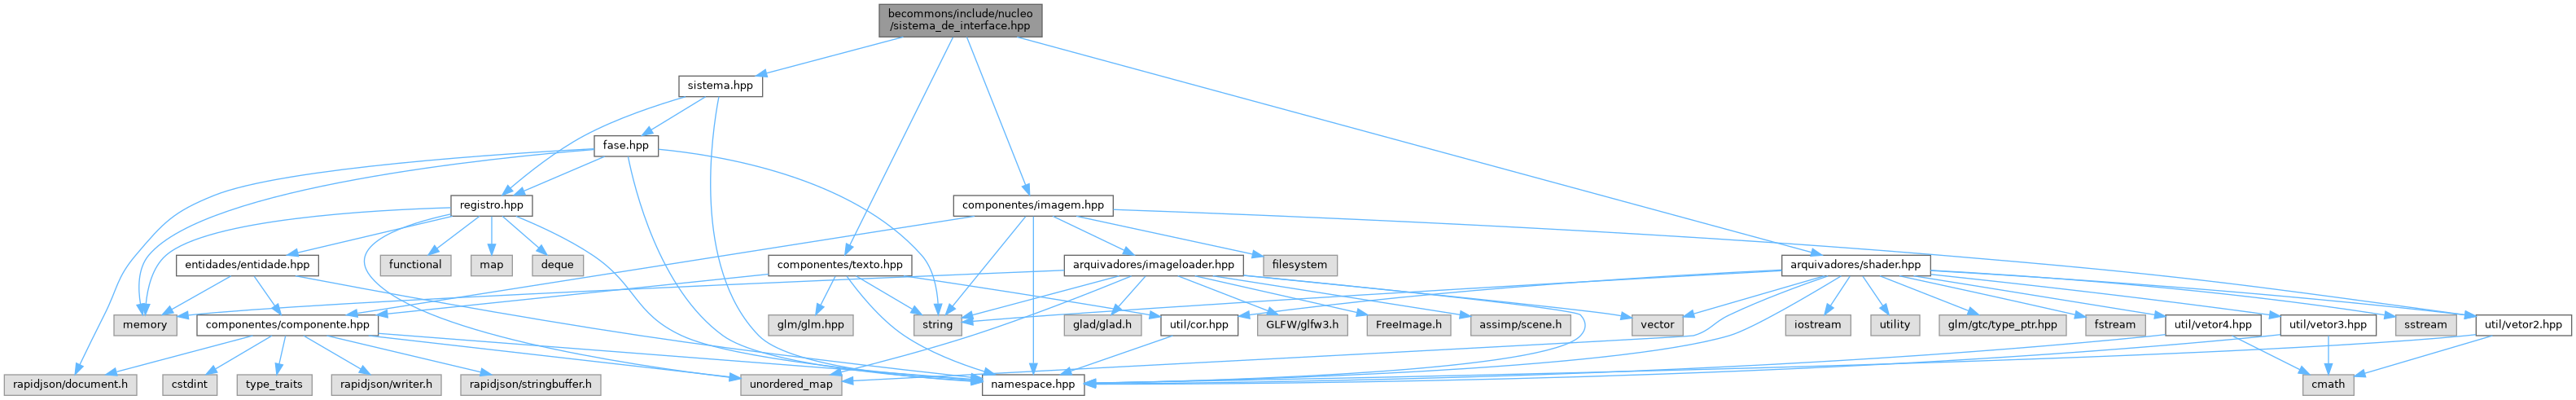 becommons/include/nucleo
/sistema_de_interface.hpp
sistema.hpp
fase.hpp
registro.hpp
componentes/imagem.hpp
entidades/entidade.hpp
functional
map
deque
componentes/texto.hpp
arquivadores/imageloader.hpp
filesystem
arquivadores/shader.hpp
memory
componentes/componente.hpp
glm/glm.hpp
string
glad/glad.h
util/cor.hpp
GLFW/glfw3.h
FreeImage.h
assimp/scene.h
vector
iostream
utility
glm/gtc/type_ptr.hpp
fstream
util/vetor4.hpp
util/vetor3.hpp
sstream
util/vetor2.hpp
rapidjson/document.h
cstdint
type_traits
rapidjson/writer.h
rapidjson/stringbuffer.h
unordered_map
namespace.hpp
cmath